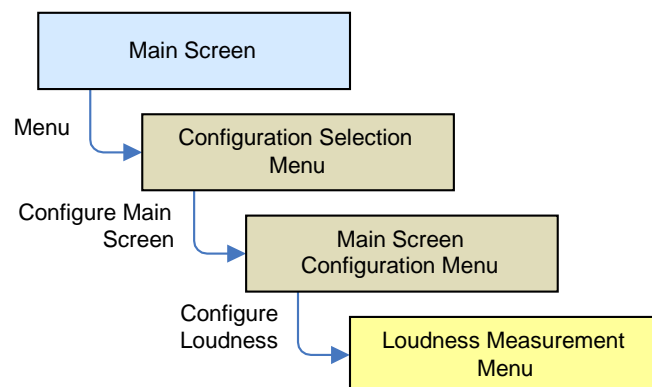 Main Screen
Menu
Configuration Selection
Menu
Configure Main
Screen
Main Screen
Configuration Menu
Configure
Loudness
Loudness Measurement
Menu